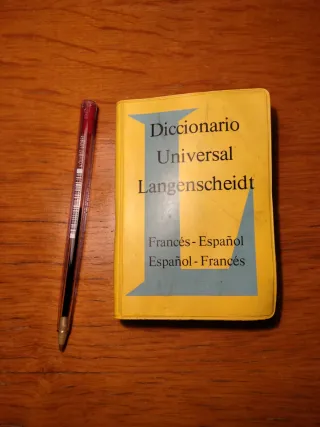 Diccionario
Universal
Langenscheidt
Francés - Español
Español - Francés